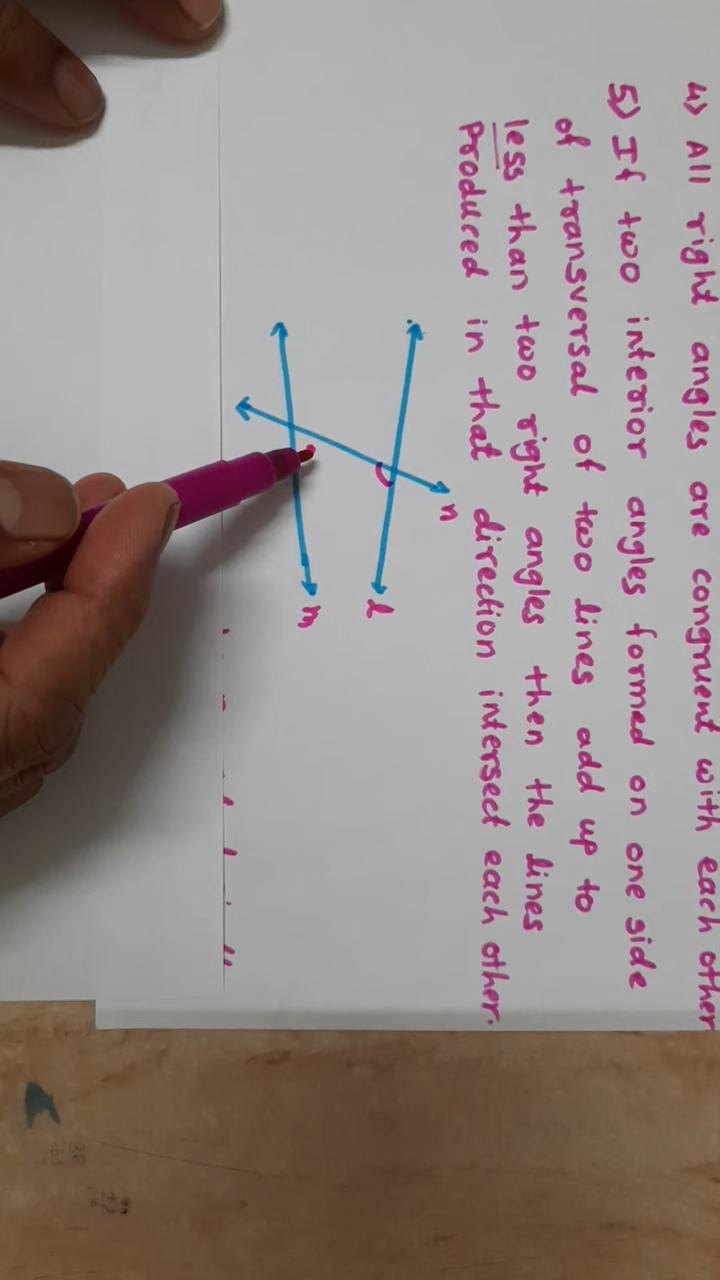 4) All right angles are congruent with each other
5) If two interior angles formed on one side
of transversal of two lines add up to
less than two right angles then the lines
produced in that direction intersect each other.
n
l
m